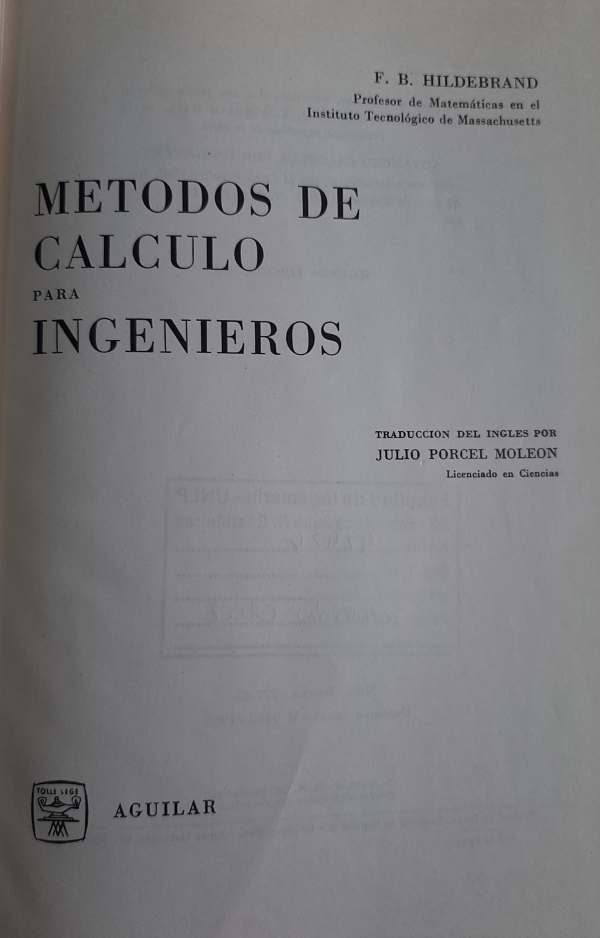 F. B. HILDEBRAND
Profesor de Matemáticas en el
Instituto Tecnológico de Massachusetts
METODOS DE
CALCULO
PARA
INGENIEROS
TRADUCCION DEL INGLES POR
JULIO PORCEL MOLEON
Licenciado en Ciencias
TOLLE LEGE
AGUILAR